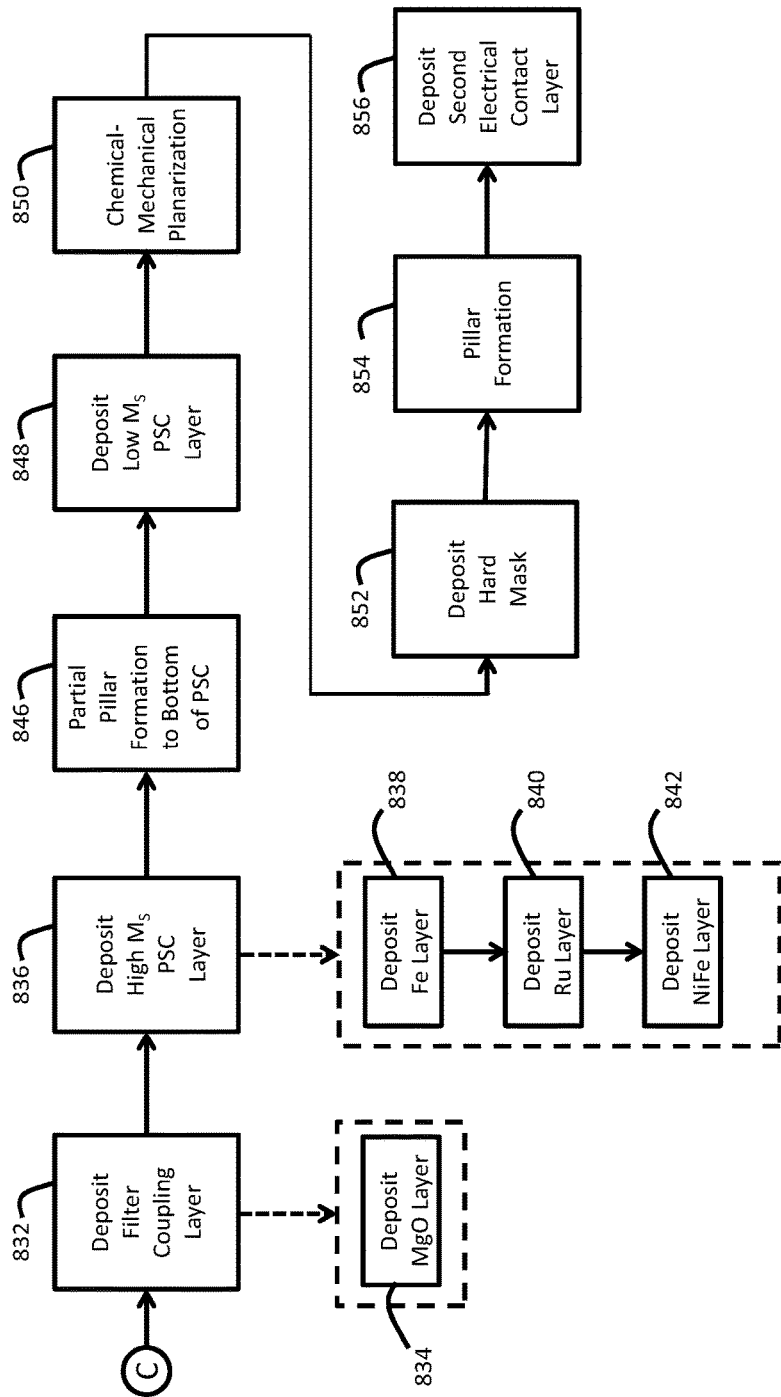 C
832
Deposit
Filter
Coupling
Layer
834
Deposit
MgO Layer
836
Deposit
High MS
PSC
Layer
838
Deposit
Fe Layer
840
Deposit
Ru Layer
842
Deposit
NiFe Layer
846
Partial
Pillar
Formation
to Bottom
of PSC
848
Deposit
Low MS
PSC
Layer
850
Chemical-
Mechanical
Planarization
852
Deposit
Hard
Mask
854
Pillar
Formation
856
Deposit
Second
Electrical
Contact
Layer